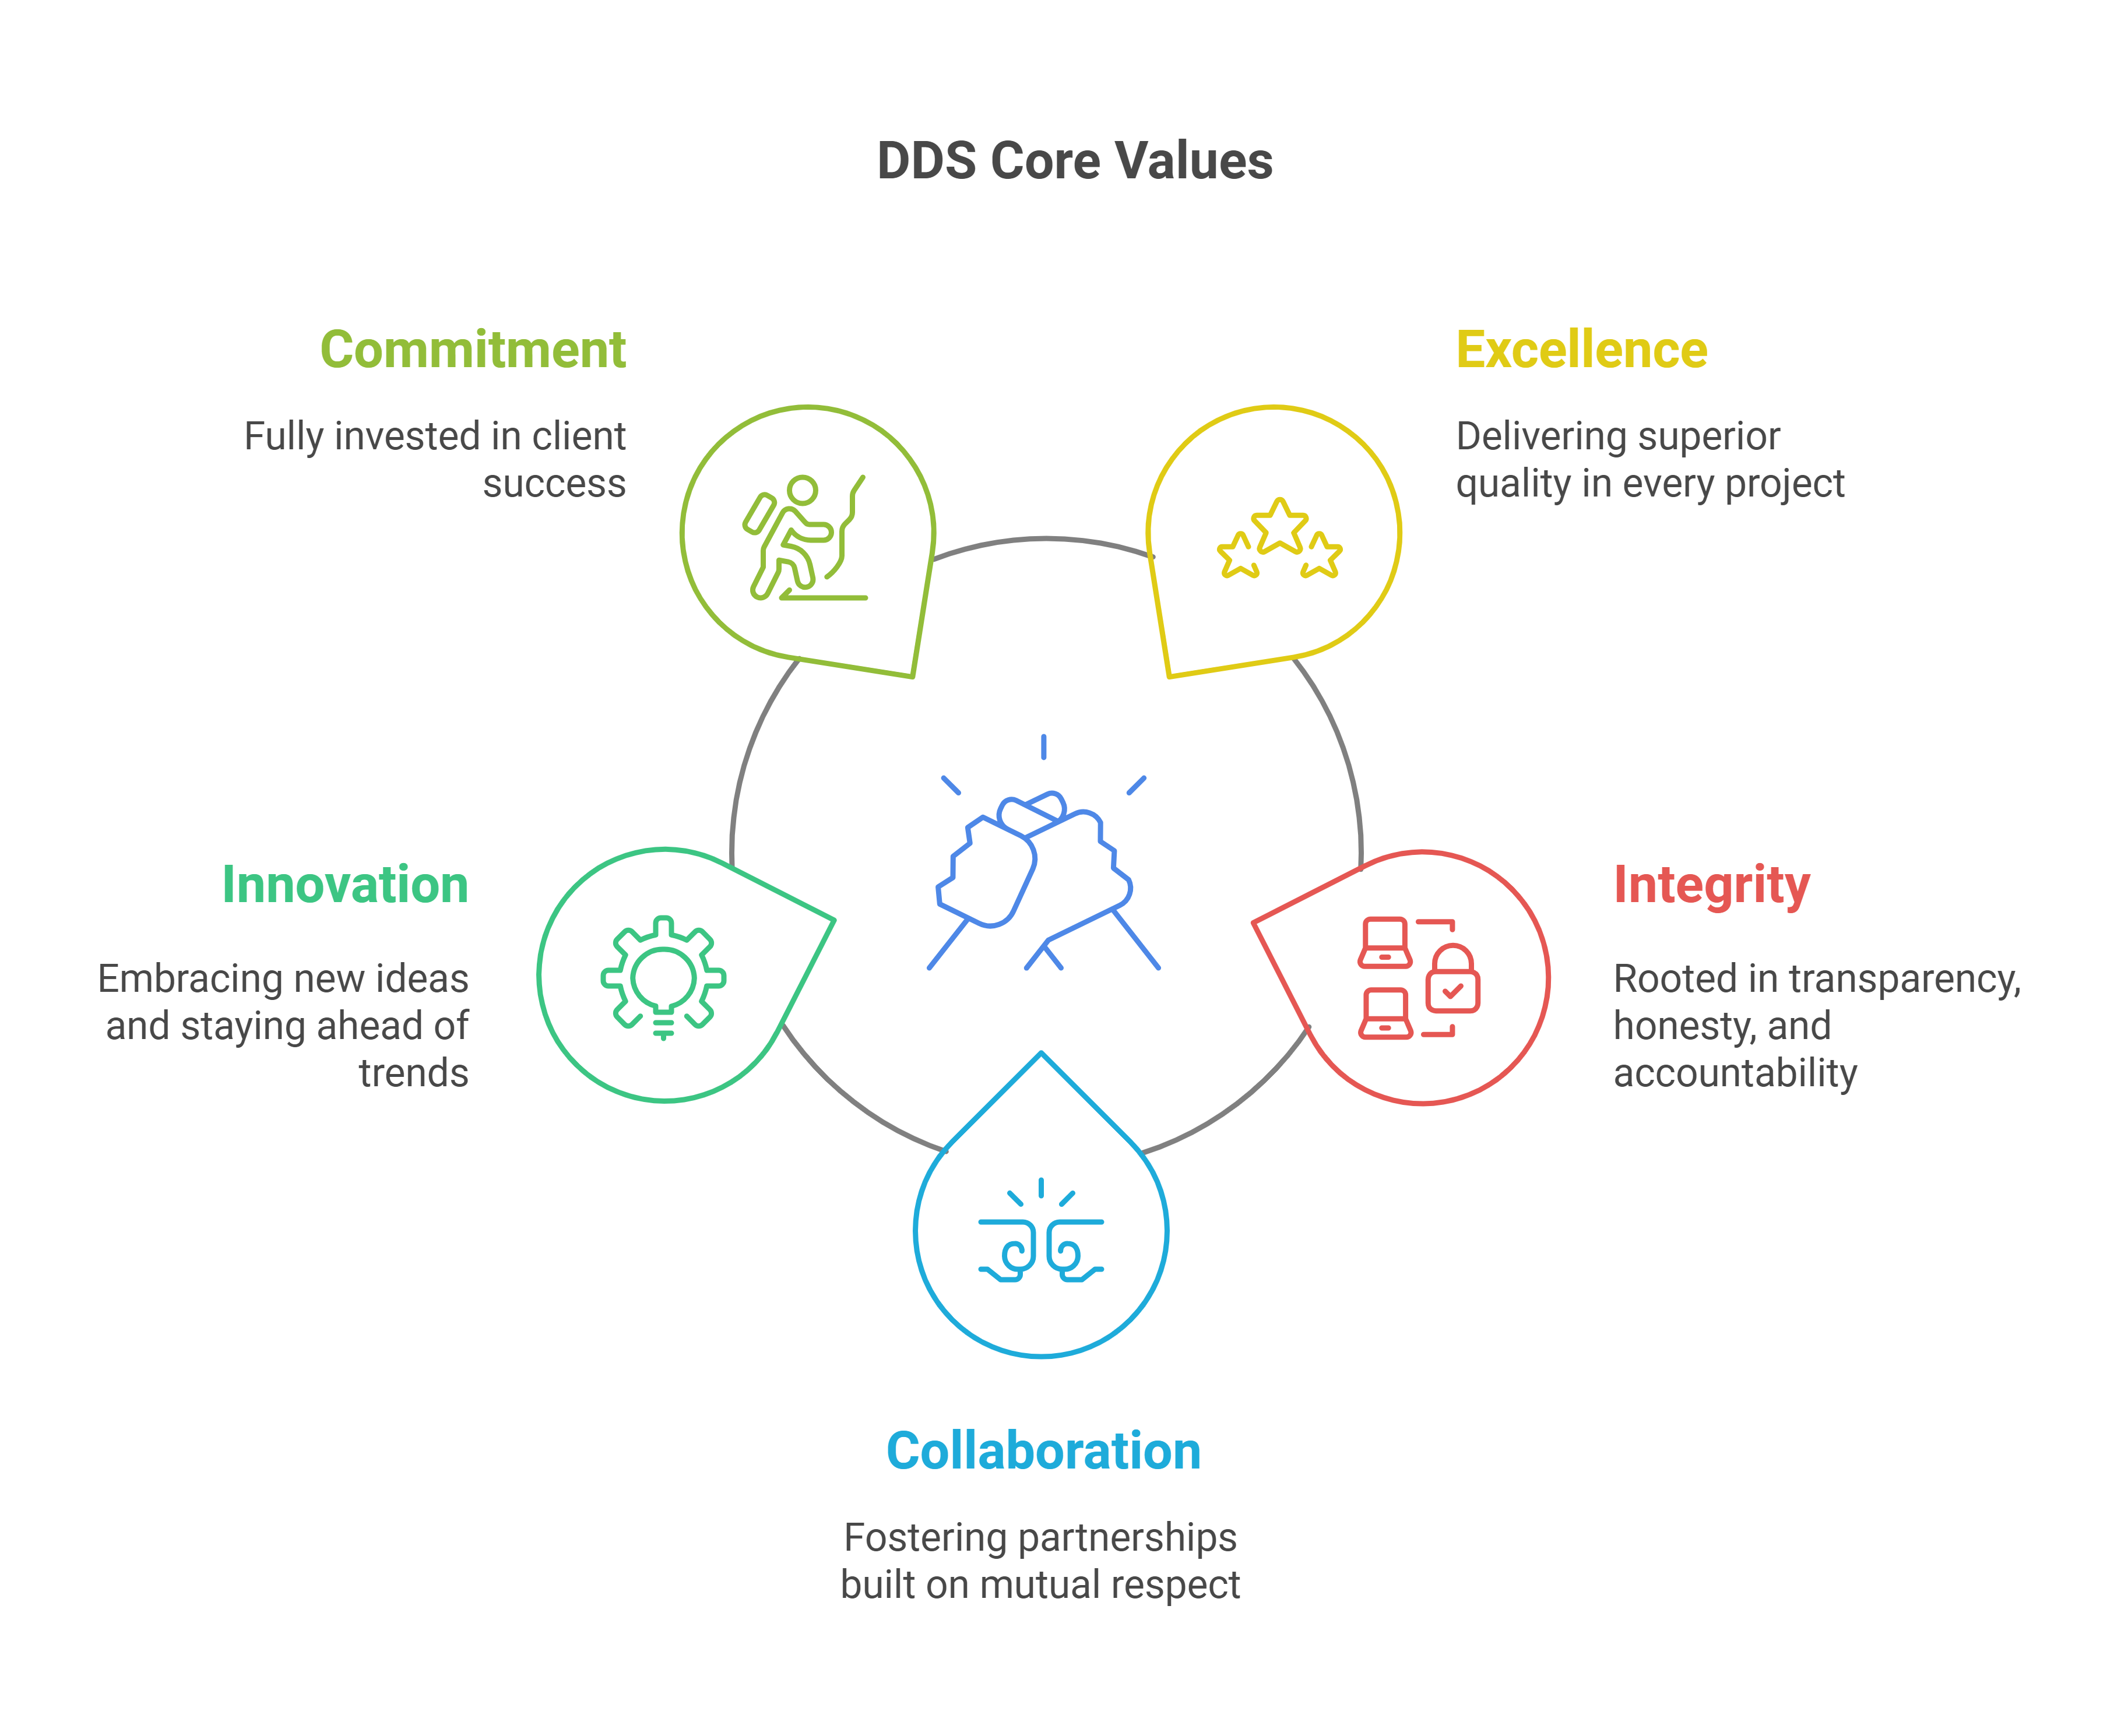 DDS Core Values
Commitment
Fully invested in client
success
Excellence
Delivering superior
quality in every project
Innovation
Embracing new ideas
and staying ahead of
trends
Integrity
Rooted in transparency,
honesty, and
accountability
Collaboration
Fostering partnerships
built on mutual respect